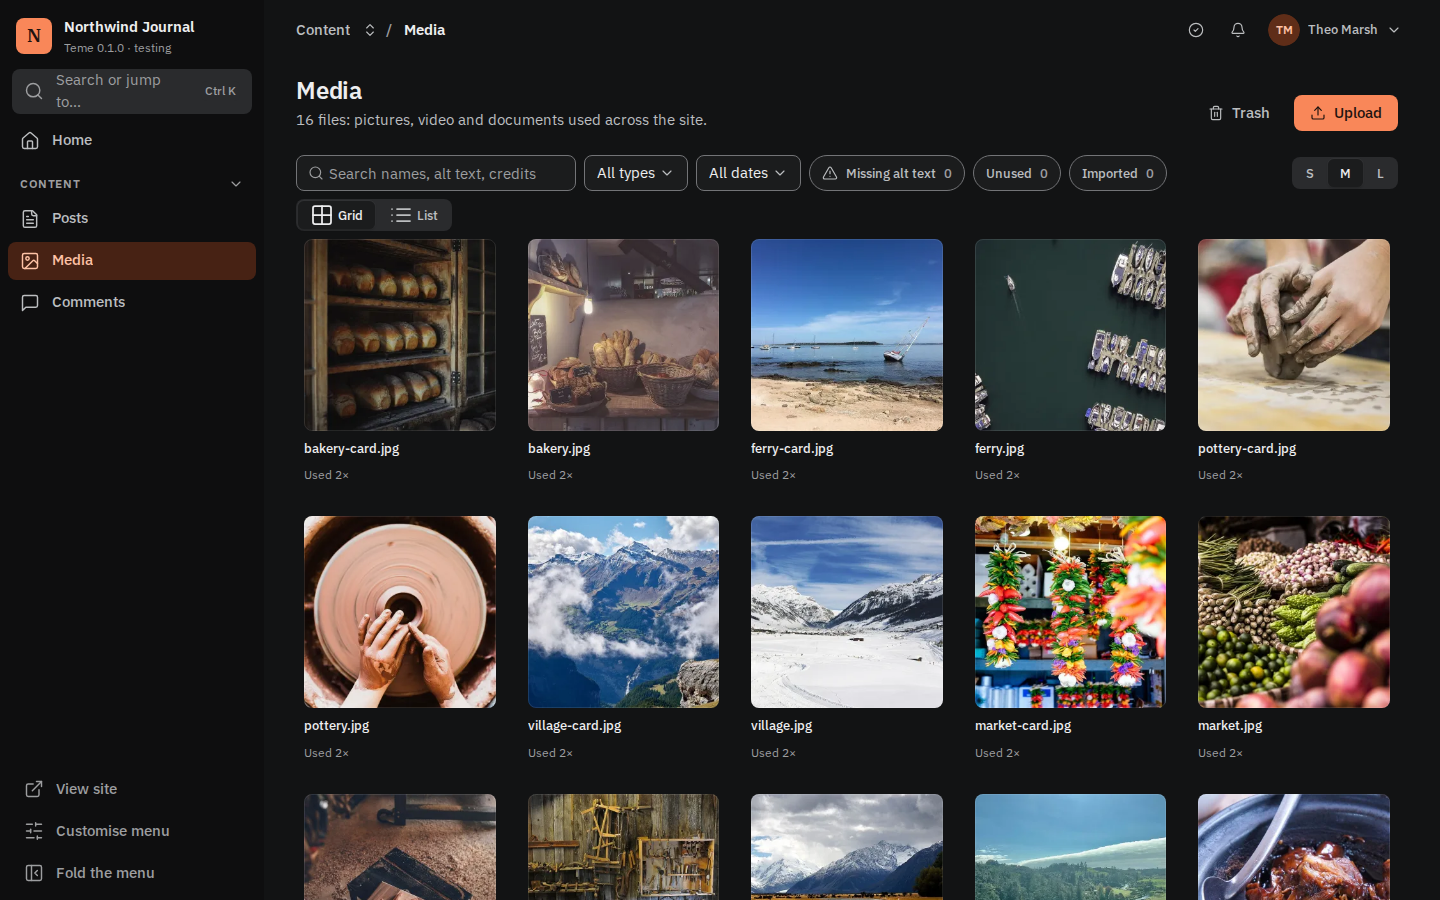 N
Northwind Journal
Teme 0.1.0 · testing
Search or jump
to...
Ctrl K
Home
CONTENT
Posts
Media
Comments
View site
Customise menu
Fold the menu
Content / Media
TM
Theo Marsh
Media
16 files: pictures, video and documents used across the site.
Trash
Upload
Search names, alt text, credits
All types
All dates
Missing alt text 0
Unused 0
Imported 0
S M L
Grid
List
bakery-card.jpg
Used 2×
bakery.jpg
Used 2×
ferry-card.jpg
Used 2×
ferry.jpg
Used 2×
pottery-card.jpg
Used 2×
pottery.jpg
Used 2×
village-card.jpg
Used 2×
village.jpg
Used 2×
market-card.jpg
Used 2×
market.jpg
Used 2×